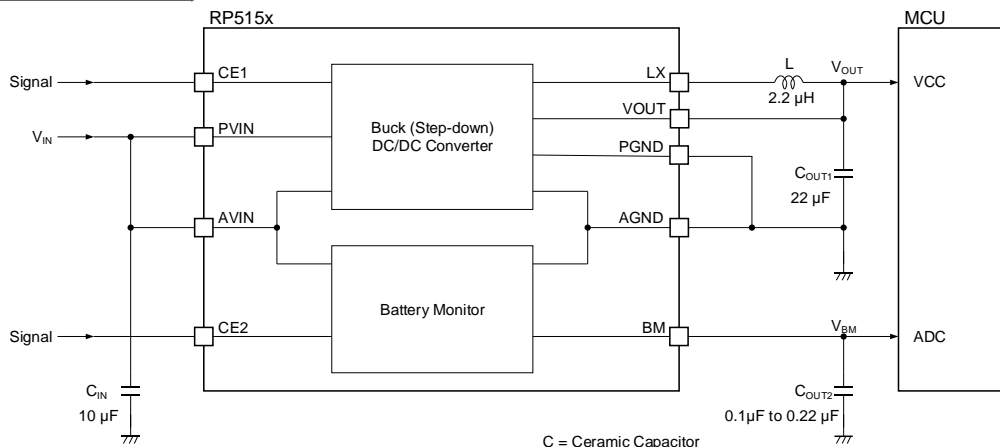 RP515x
MCU
Signal
CE1
LX
L
2.2 µH
VOUT
VCC
VIN
PVIN
Buck (Step-down)
DC/DC Converter
VOUT
PGND
COUT1
22 µF
AVIN
AGND
Battery Monitor
Signal
CE2
BM
VBM
ADC
CIN
10 µF
COUT2
0.1µF to 0.22 µF
C = Ceramic Capacitor